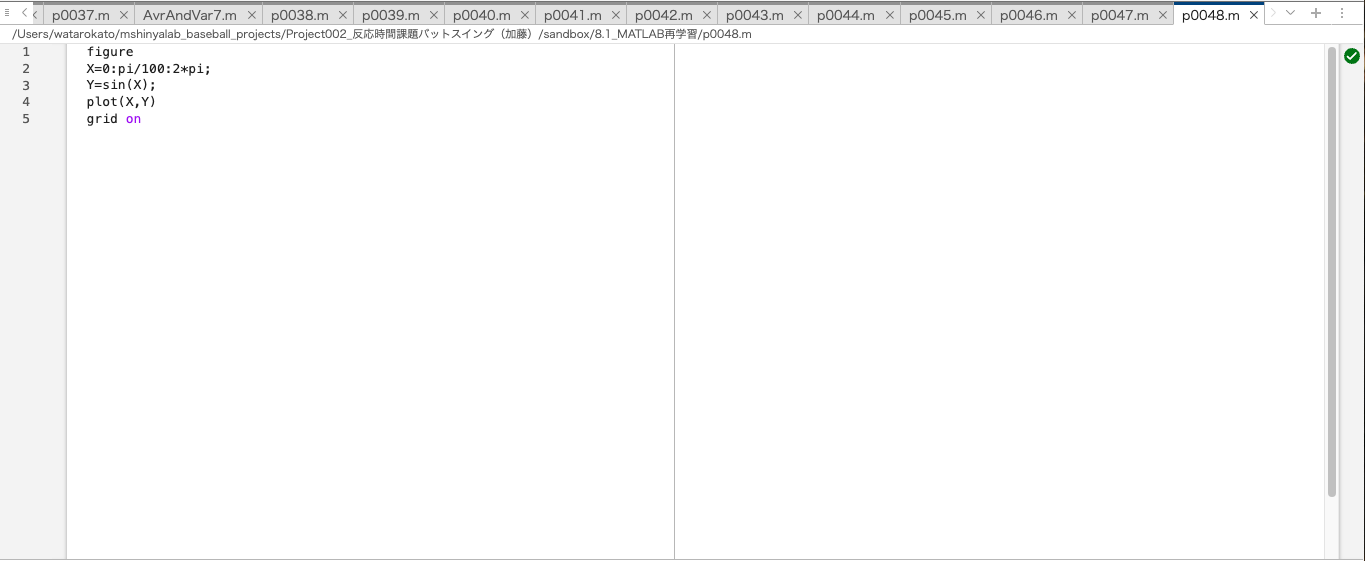 p0037.m AvrAndVar7.m p0038.m p0039.m p0040.m p0041.m p0042.m p0043.m p0044.m p0045.m p0046.m p0047.m p0048.m
/Users/watarokato/mshinyalab_baseball_projects/Project002_反応時間課題バットスイング（加藤）/sandbox/8.1_MATLAB再学習/p0048.m
1 figure
2 X=0:pi/100:2*pi;
3 Y=sin(X);
4 plot(X,Y)
5 grid on